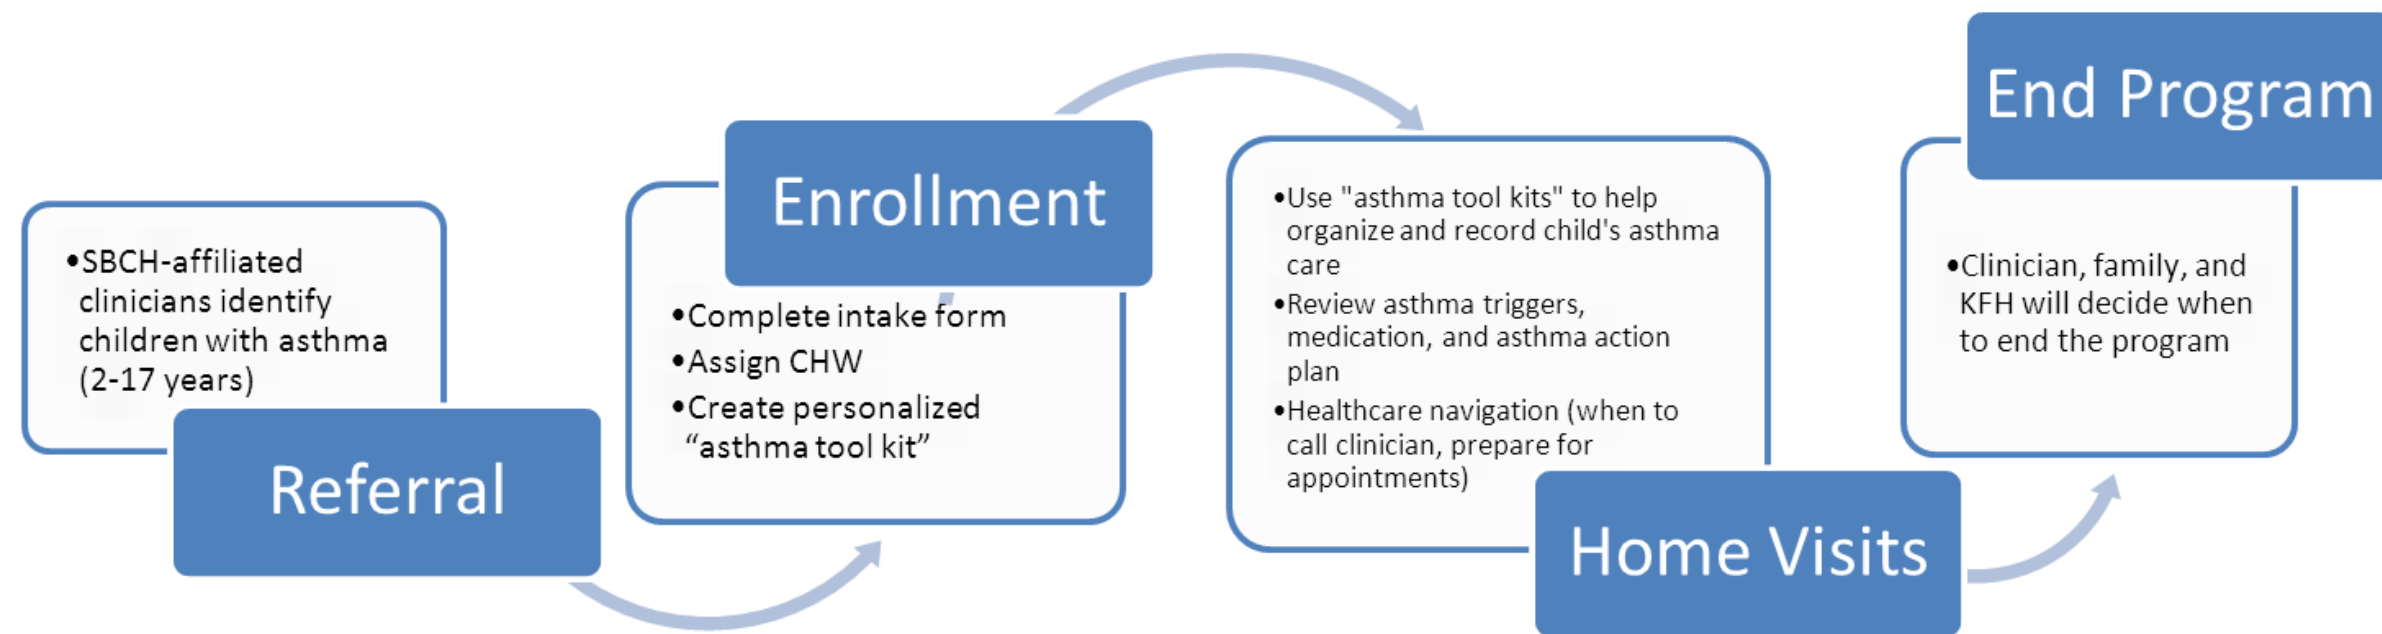 •SBCH-affiliated
clinicians identify
children with asthma
(2-17 years)
Referral
Enrollment
•Complete intake form
•Assign CHW
•Create personalized
“asthma tool kit”
•Use "asthma tool kits" to help
organize and record child's asthma
care
•Review asthma triggers,
medication, and asthma action
plan
•Healthcare navigation (when to
call clinician, prepare for
appointments)
Home Visits
End Program
•Clinician, family, and
KFH will decide when
to end the program